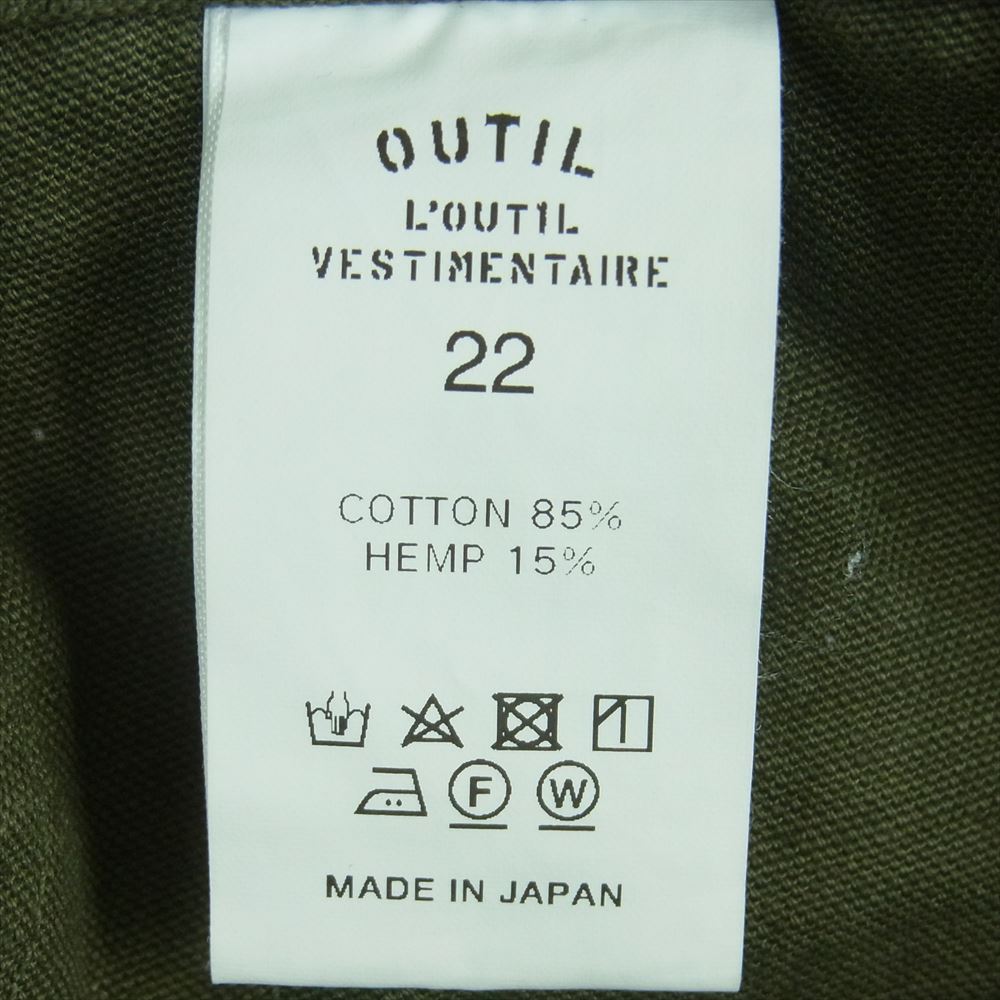 OUTIL
L'OUTIL
VESTIMENTAIRE
22
COTTON 85%
HEMP 15%
F W
MADE IN JAPAN